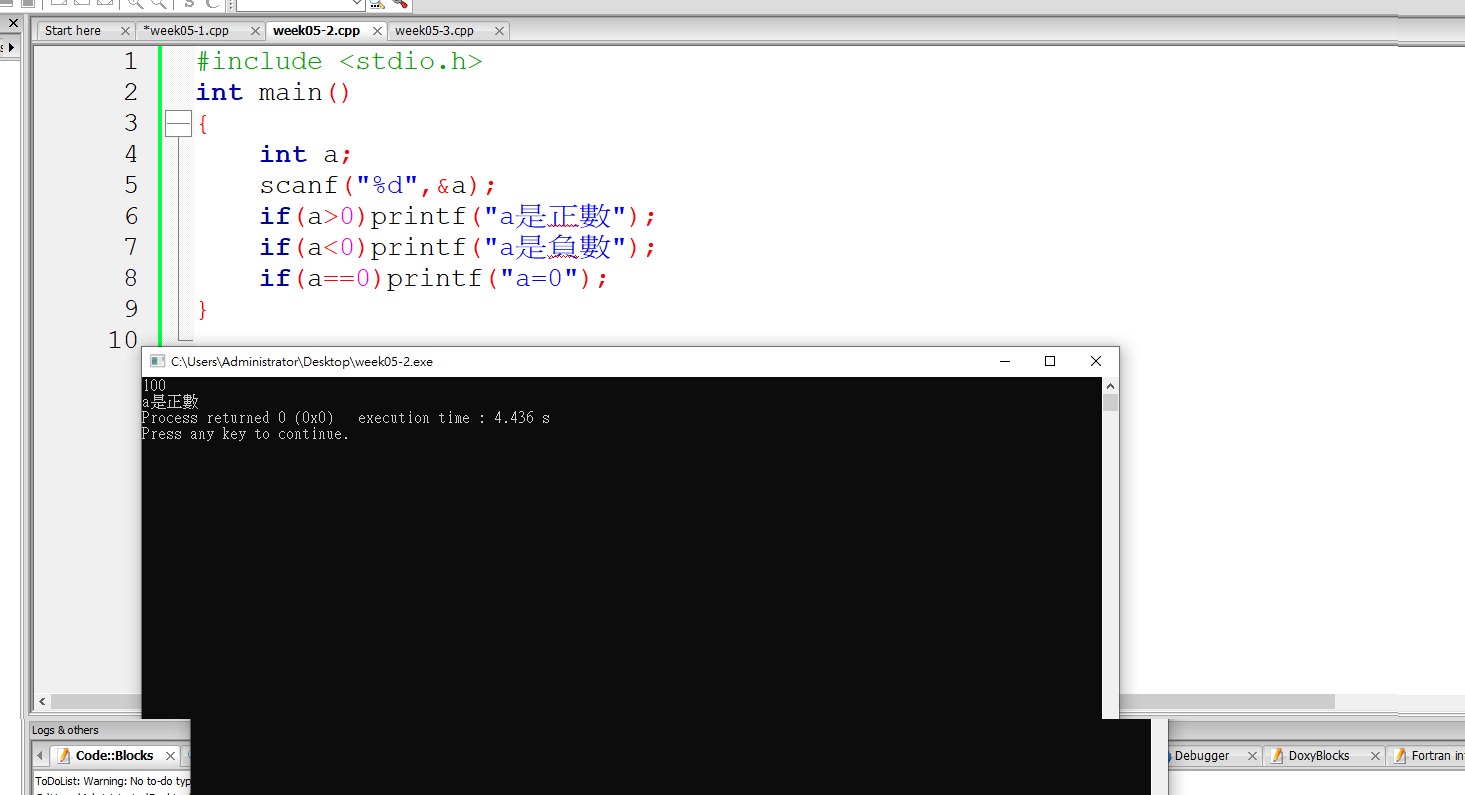 Start here
*week05-1.cpp
week05-2.cpp
week05-3.cpp
1 #include <stdio.h>
2 int main()
3 {
4 int a;
5 scanf("%d",&a);
6 if(a>0)printf("a是正數");
7 if(a<0)printf("a是負數");
8 if(a==0)printf("a=0");
9 }
10
C:\Users\Administrator\Desktop\week05-2.exe
100
a是正數
Process returned 0 (0x0) execution time : 4.436 s
Press any key to continue.
Logs & others
Code::Blocks
Debugger
DoxyBlocks
Fortran in
ToDoList: Warning: No to-do typ